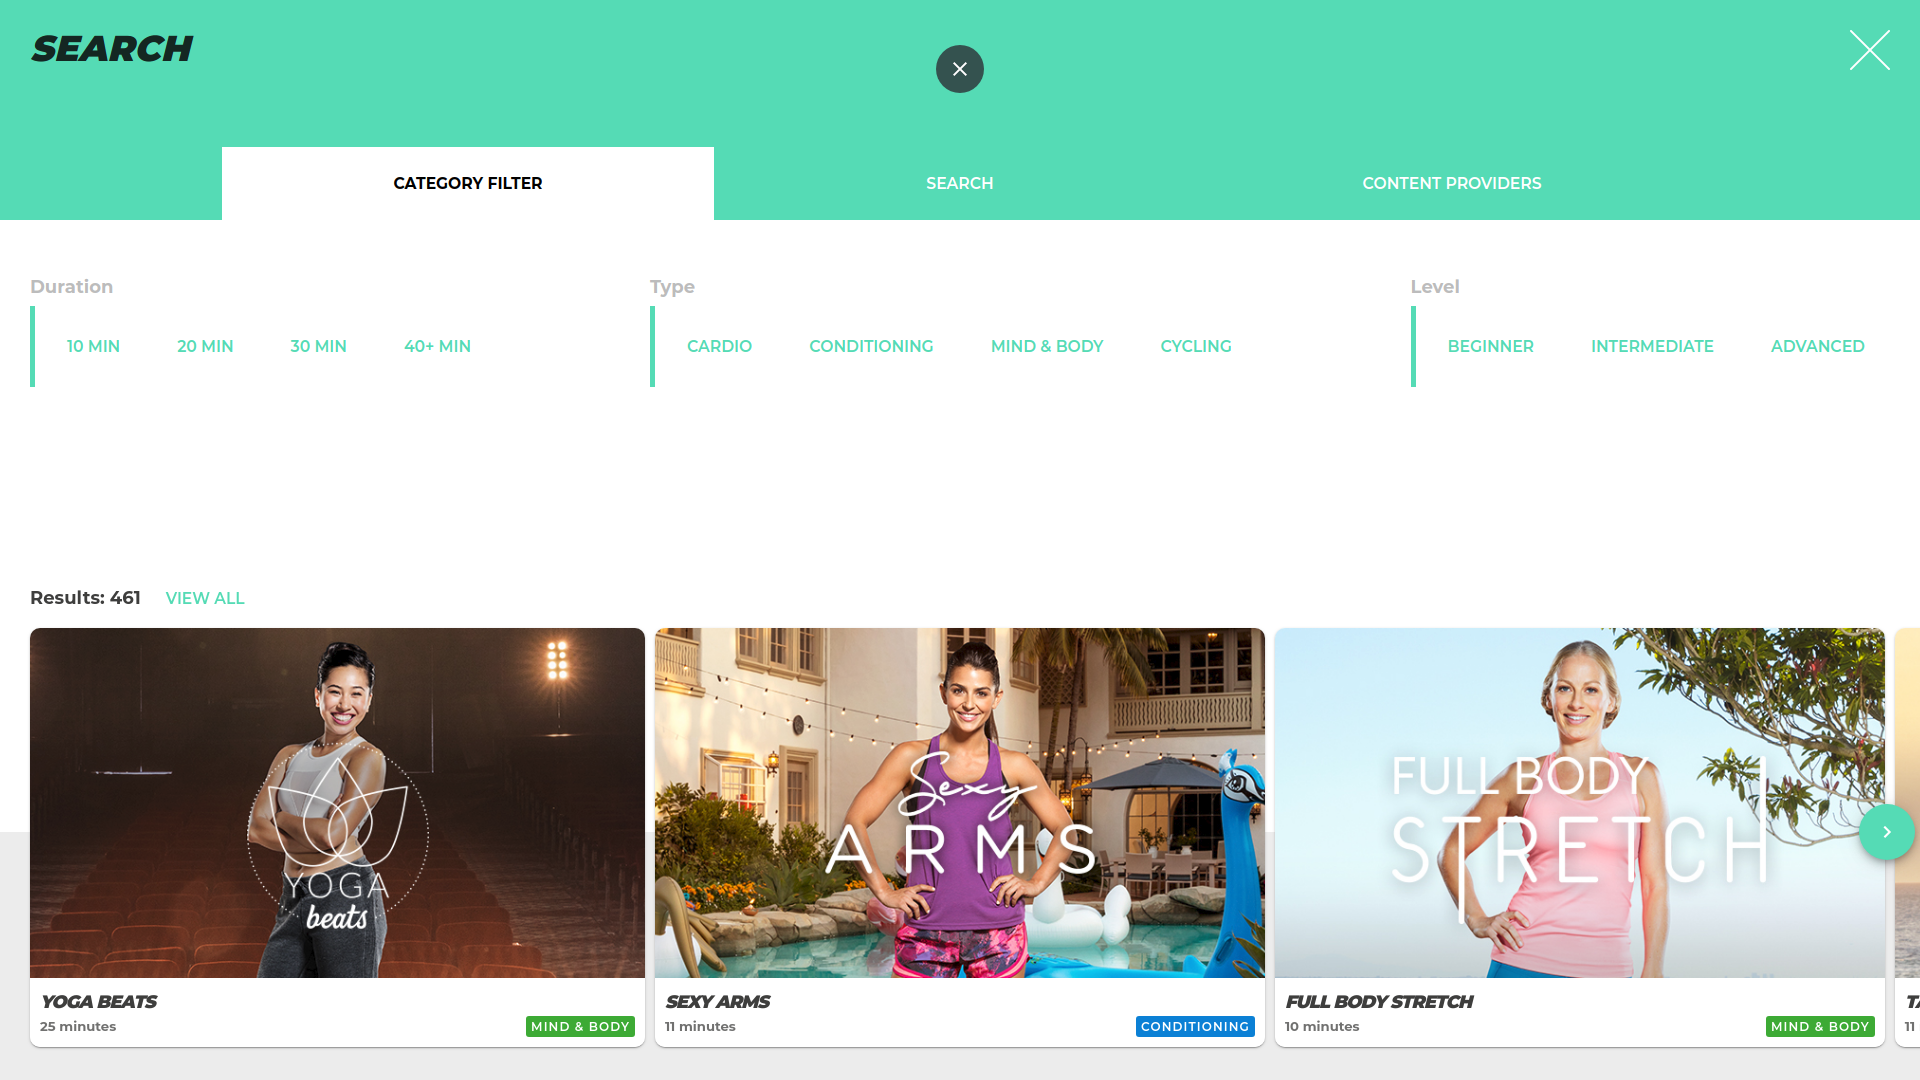 SEARCH
CATEGORY FILTER
SEARCH
CONTENT PROVIDERS
Duration
10 MIN
20 MIN
30 MIN
40+ MIN
Type
CARDIO
CONDITIONING
MIND & BODY
CYCLING
Level
BEGINNER
INTERMEDIATE
ADVANCED
Results: 461
VIEW ALL
YOGA
beats
YOGA BEATS
25 minutes
MIND & BODY
Sexy
ARMS
SEXY ARMS
11 minutes
CONDITIONING
FULL BODY
STRETCH
FULL BODY STRETCH
10 minutes
MIND & BODY
11